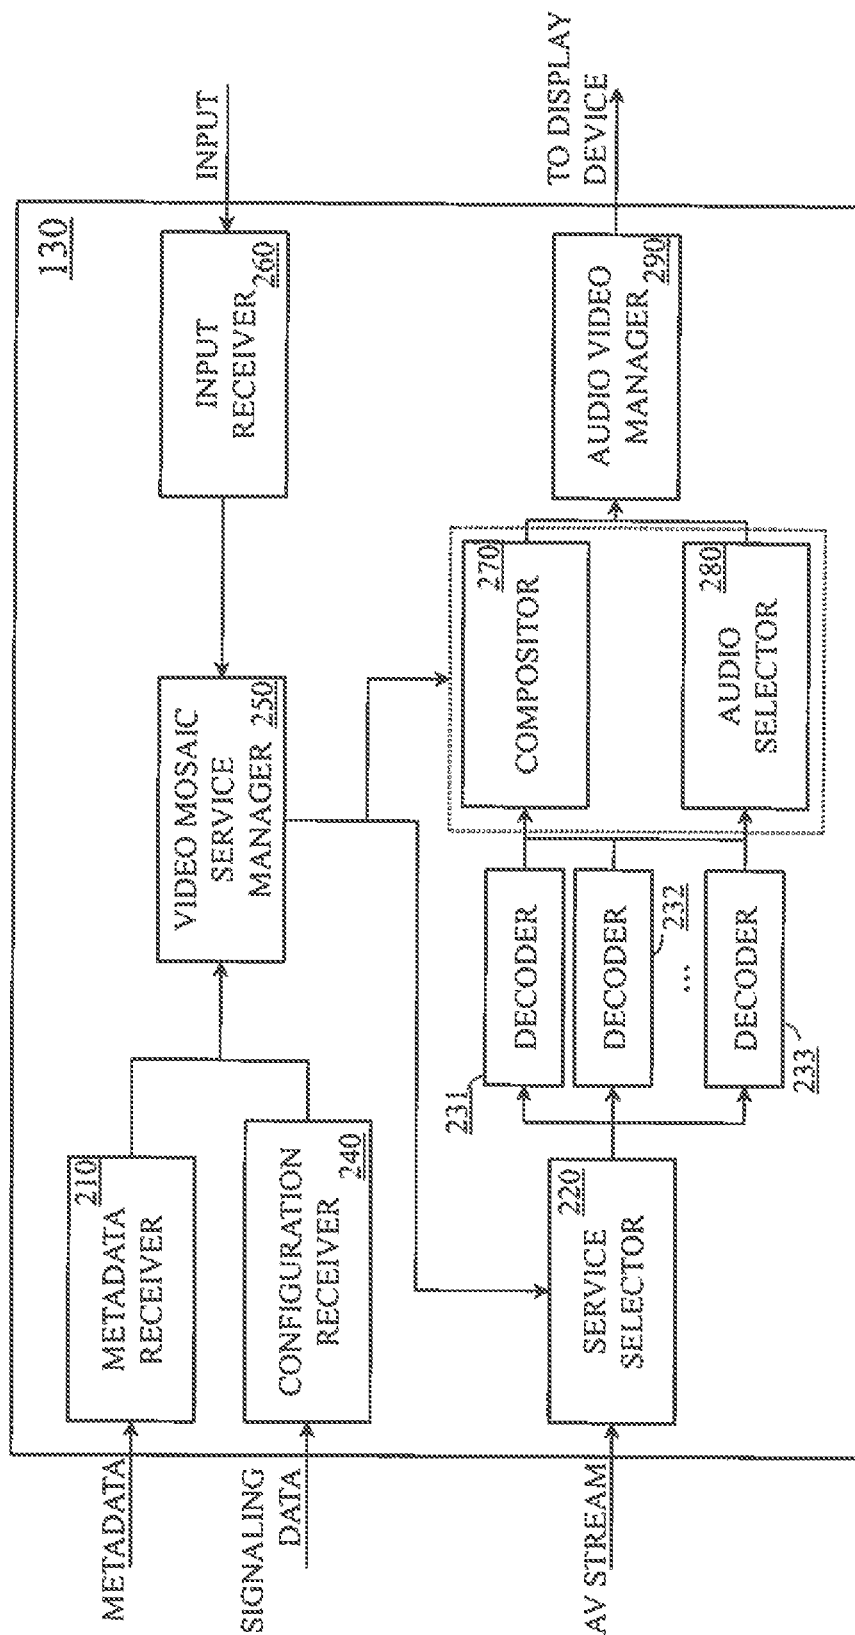 130
METADATA
METADATA
RECEIVER
210
SIGNALING
DATA
CONFIGURATION
RECEIVER
240
VIDEO MOSAIC
SERVICE
MANAGER
250
INPUT
RECEIVER
260
INPUT
AV STREAM
SERVICE
SELECTOR
220
231
DECODER
DECODER
232
...
DECODER
233
COMPOSITOR
270
AUDIO
SELECTOR
280
AUDIO VIDEO
MANAGER
290
TO DISPLAY
DEVICE